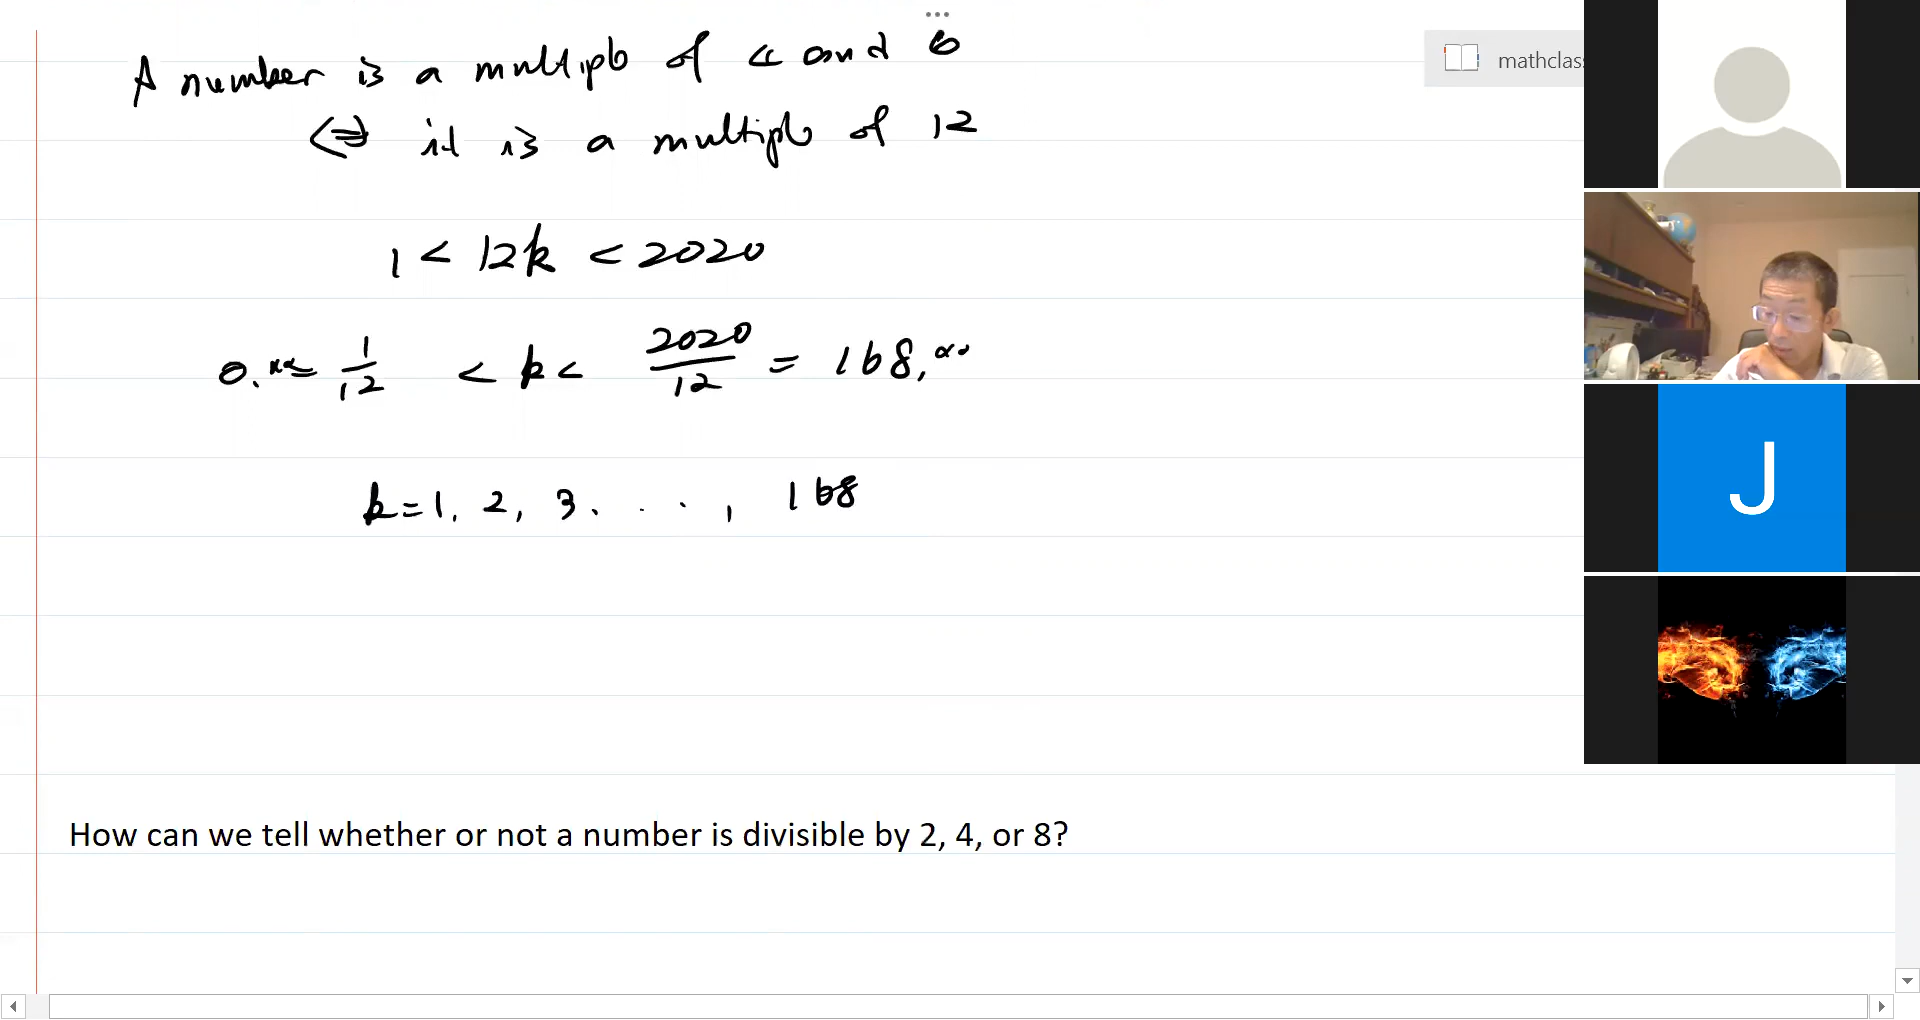 A number is a multiple of 4 and 6
mathclas
⟺ it is a multiple of 12
1 < 12k < 2020
0.xx = 1/12 < k < 2020/12 = 168.xx
k = 1, 2, 3, . . . , 168
J
How can we tell whether or not a number is divisible by 2, 4, or 8?